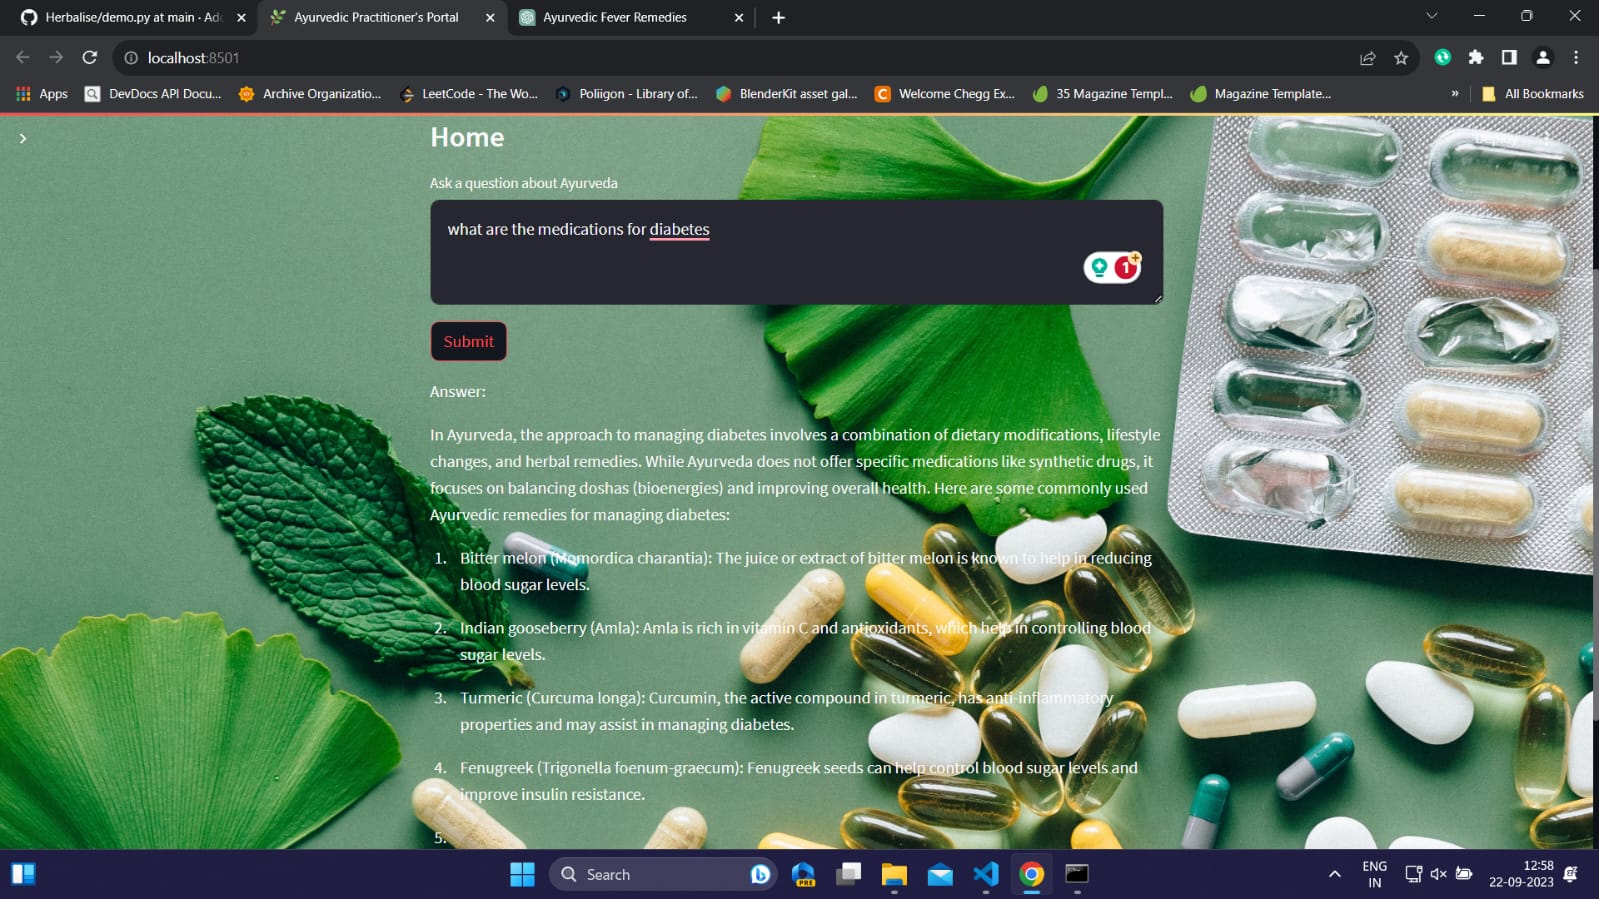 Herbalise/demo.py at main · Ad
Ayurvedic Practitioner's Portal
Ayurvedic Fever Remedies
localhost:8501
Apps
DevDocs API Docu...
Archive Organizatio...
LeetCode - The Wo...
Poliigon - Library of...
BlenderKit asset gal...
Welcome Chegg Ex...
35 Magazine Templ...
Magazine Template...
»
All Bookmarks
Home
Ask a question about Ayurveda
what are the medications for diabetes
1
Submit
Answer:
In Ayurveda, the approach to managing diabetes involves a combination of dietary modifications, lifestyle
changes, and herbal remedies. While Ayurveda does not offer specific medications like synthetic drugs, it
focuses on balancing doshas (bioenergies) and improving overall health. Here are some commonly used
Ayurvedic remedies for managing diabetes:
1. Bitter melon (Momordica charantia): The juice or extract of bitter melon is known to help in reducing
blood sugar levels.
2. Indian gooseberry (Amla): Amla is rich in vitamin C and antioxidants, which help in controlling blood
sugar levels.
3. Turmeric (Curcuma longa): Curcumin, the active compound in turmeric, has anti-inflammatory
properties and may assist in managing diabetes.
4. Fenugreek (Trigonella foenum-graecum): Fenugreek seeds can help control blood sugar levels and
improve insulin resistance.
5.
Search
PRE
ENG
IN
12:58
22-09-2023